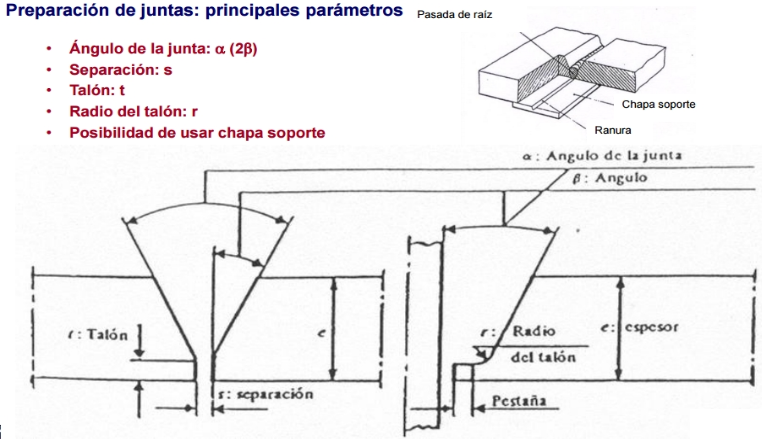 Preparación de juntas: principales parámetros
Pasada de raíz
• Ángulo de la junta: α (2β)
• Separación: s
• Talón: t
• Radio del talón: r
• Posibilidad de usar chapa soporte
Chapa soporte
Ranura
α: Angulo de la junta
β: Angulo
t: Talón
e
r: Radio
del talón
e: espesor
s: separación
Pestaña